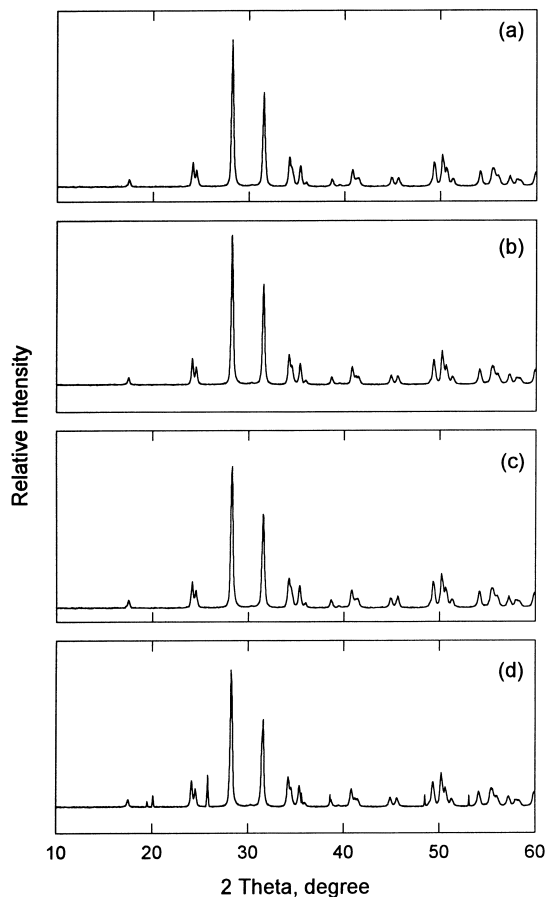 (a)
(b)
(c)
(d)
Relative Intensity
10 20 30 40 50 60
2 Theta, degree